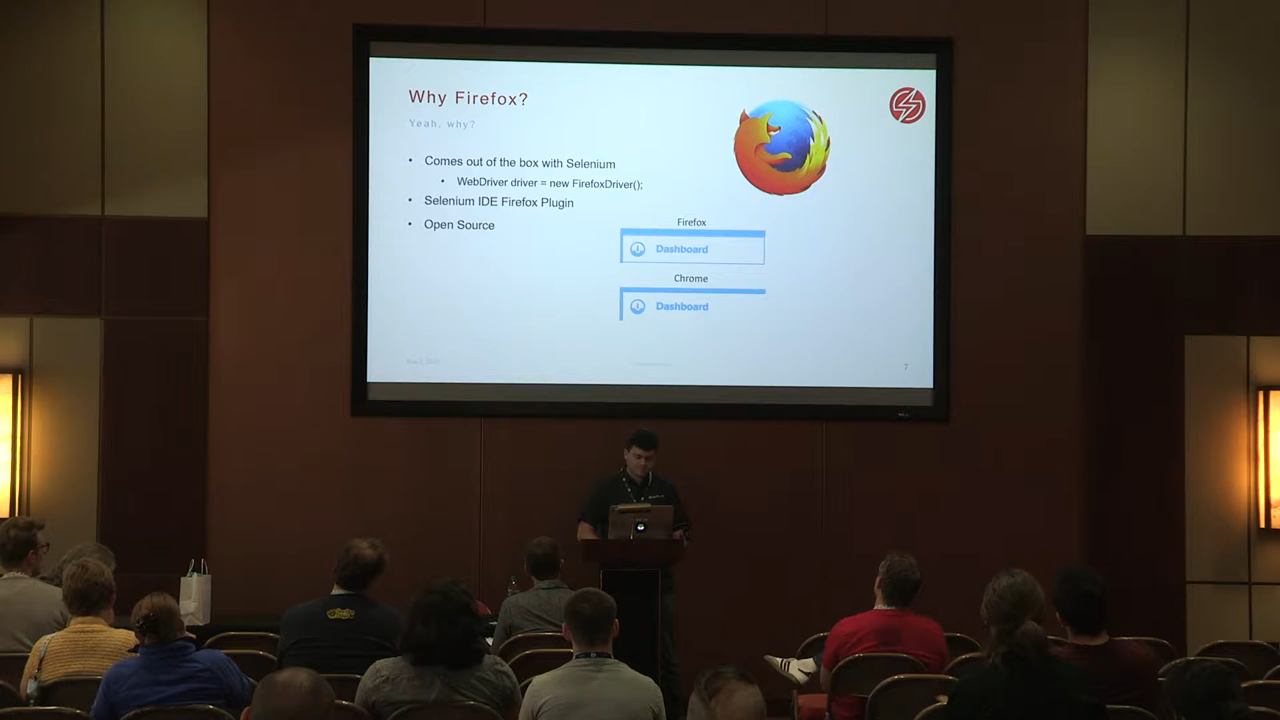 Why Firefox?
Yeah, why?
• Comes out of the box with Selenium
• WebDriver driver = new FirefoxDriver();
• Selenium IDE Firefox Plugin
• Open Source
Firefox
Dashboard
Chrome
Dashboard
7